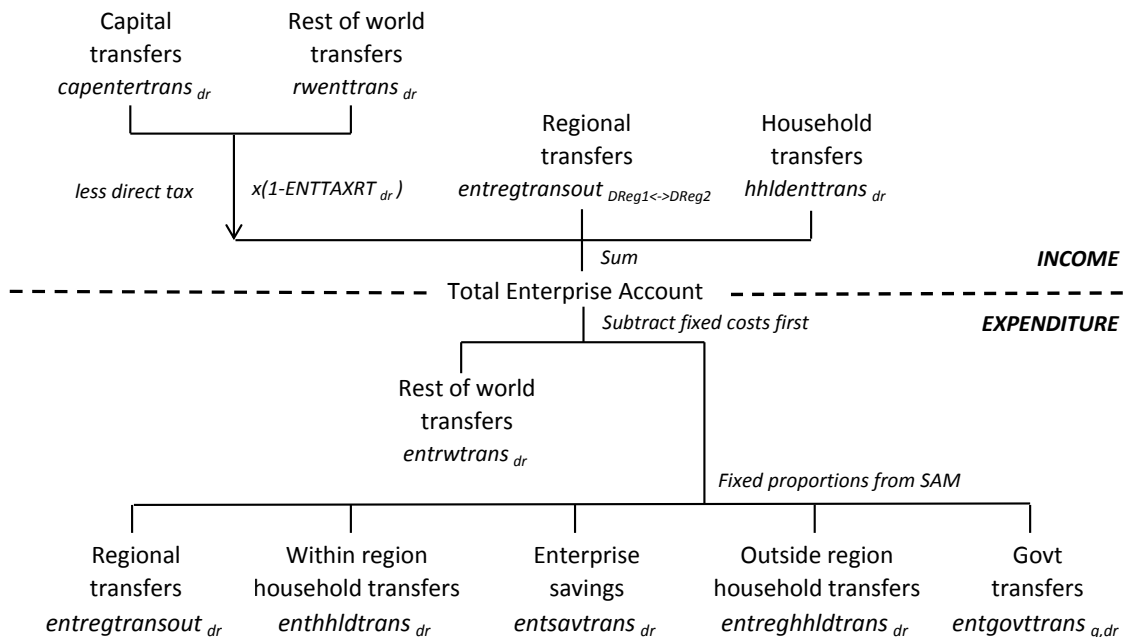 Capital
transfers
capentertrans dr
Rest of world
transfers
rwenttrans dr
Regional
transfers
entregtransout DReg1<->DReg2
Household
transfers
hhldenttrans dr
less direct tax
x(1-ENTTAXRT dr)
Sum
INCOME
Total Enterprise Account
Subtract fixed costs first
EXPENDITURE
Rest of world
transfers
entrwtrans dr
Fixed proportions from SAM
Regional
transfers
entregtransout dr
Within region
household transfers
enthhldtrans dr
Enterprise
savings
entsavtrans dr
Outside region
household transfers
entreghhldtrans dr
Govt
transfers
entgovttrans g,dr